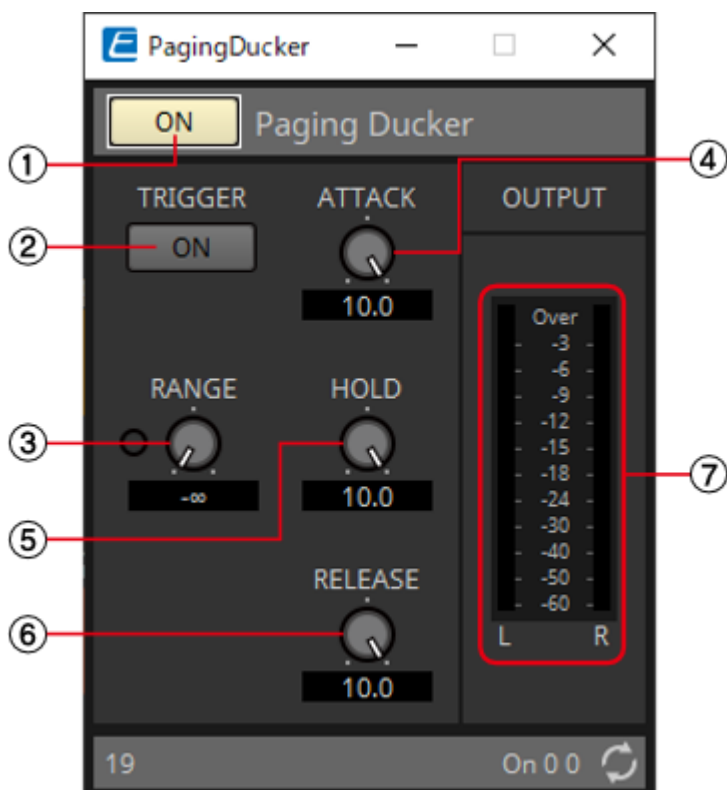 PagingDucker
ON Paging Ducker
①
④
TRIGGER ATTACK OUTPUT
②
ON
10.0
Over
-3
-6
-9
-12
-15
-18
-24
-30
-40
-50
-60
L R
⑦
RANGE HOLD
③
-∞ 10.0
⑤
RELEASE
⑥
10.0
19 On 0 0